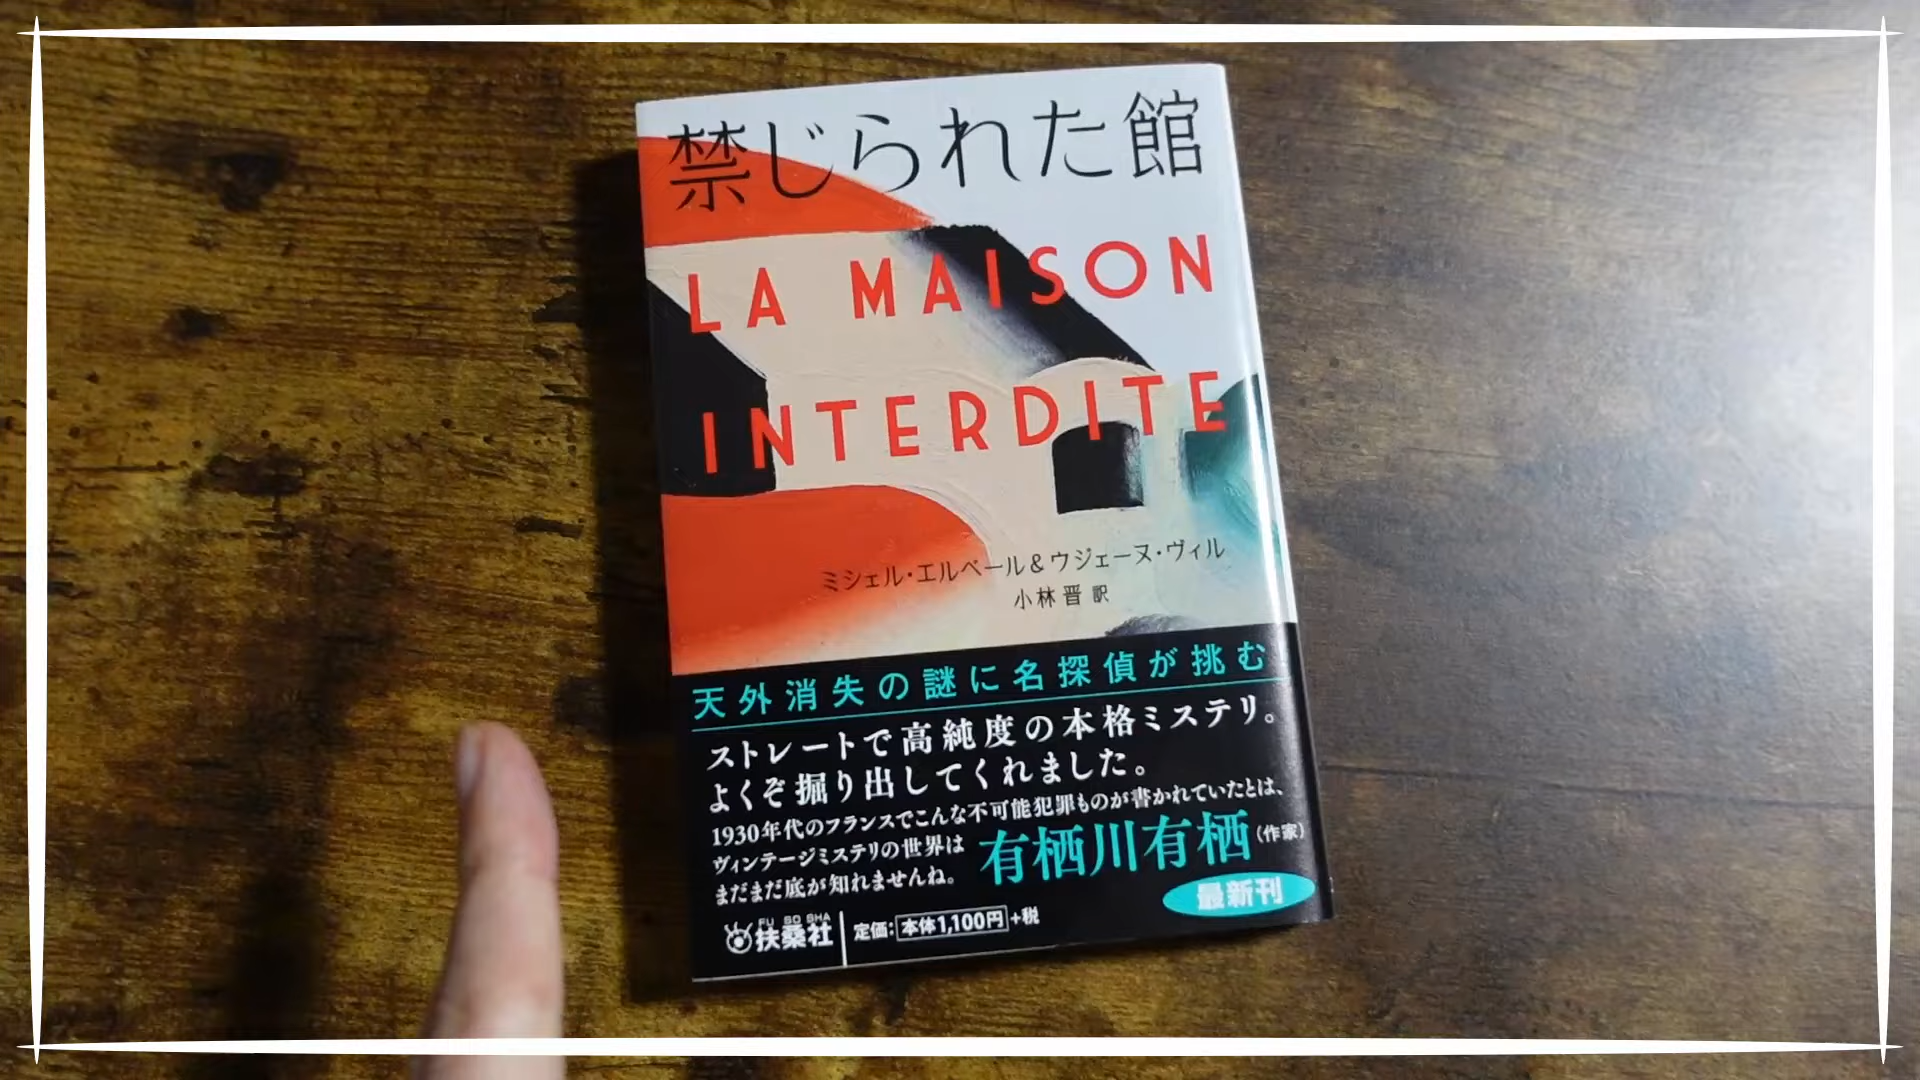 禁じられた館
LA MAISON
INTERDITE
ミシェル・エルベール&ウジェーヌ・ヴィル
小林晋 訳
天外消失の謎に名探偵が挑む
ストレートで高純度の本格ミステリ。
よくぞ掘り出してくれました。
1930年代のフランスでこんな不可能犯罪ものが書かれていたとは、
ヴィンテージミステリの世界は
まだまだ底が知れませんね。
有栖川有栖(作家)
最新刊
FU SO SHA
扶桑社
定価:本体1,100円+税